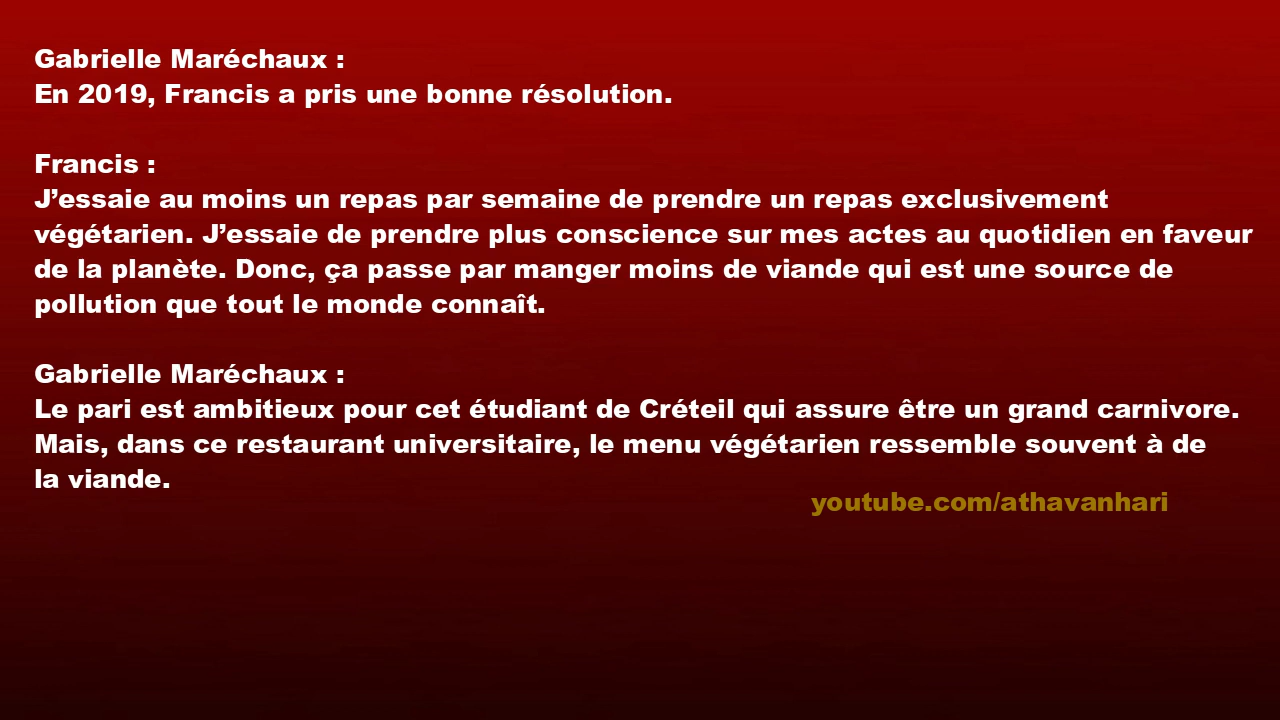 Gabrielle Maréchaux :
En 2019, Francis a pris une bonne résolution.
Francis :
J’essaie au moins un repas par semaine de prendre un repas exclusivement
végétarien. J’essaie de prendre plus conscience sur mes actes au quotidien en faveur
de la planète. Donc, ça passe par manger moins de viande qui est une source de
pollution que tout le monde connaît.
Gabrielle Maréchaux :
Le pari est ambitieux pour cet étudiant de Créteil qui assure être un grand carnivore.
Mais, dans ce restaurant universitaire, le menu végétarien ressemble souvent à de
la viande.
youtube.com/athavanhari